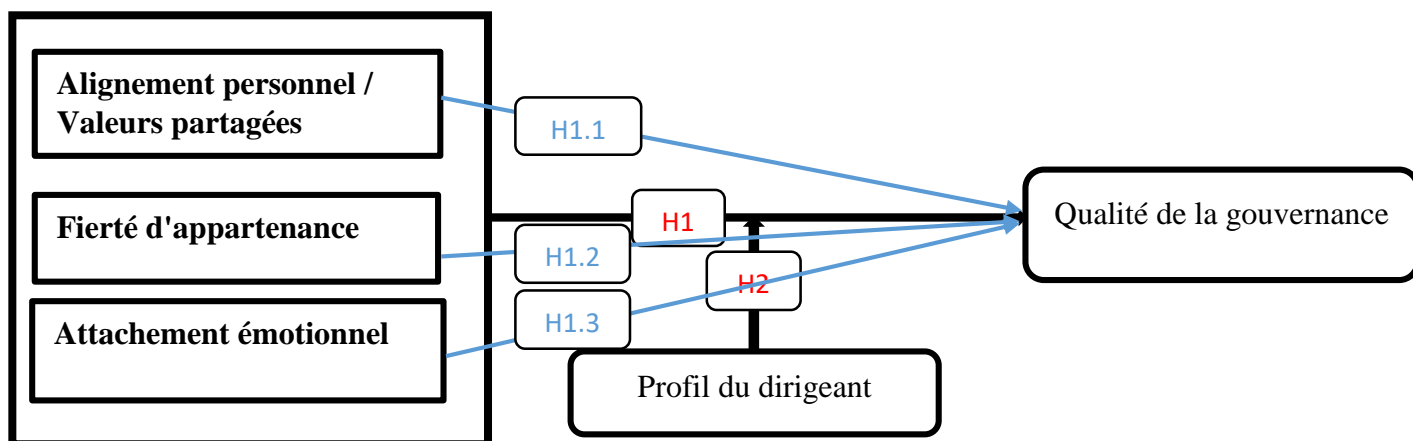 Alignement personnel /
Valeurs partagées
H1.1
Fierté d'appartenance
H1
Qualité de la gouvernance
H1.2
H2
Attachement émotionnel
H1.3
Profil du dirigeant